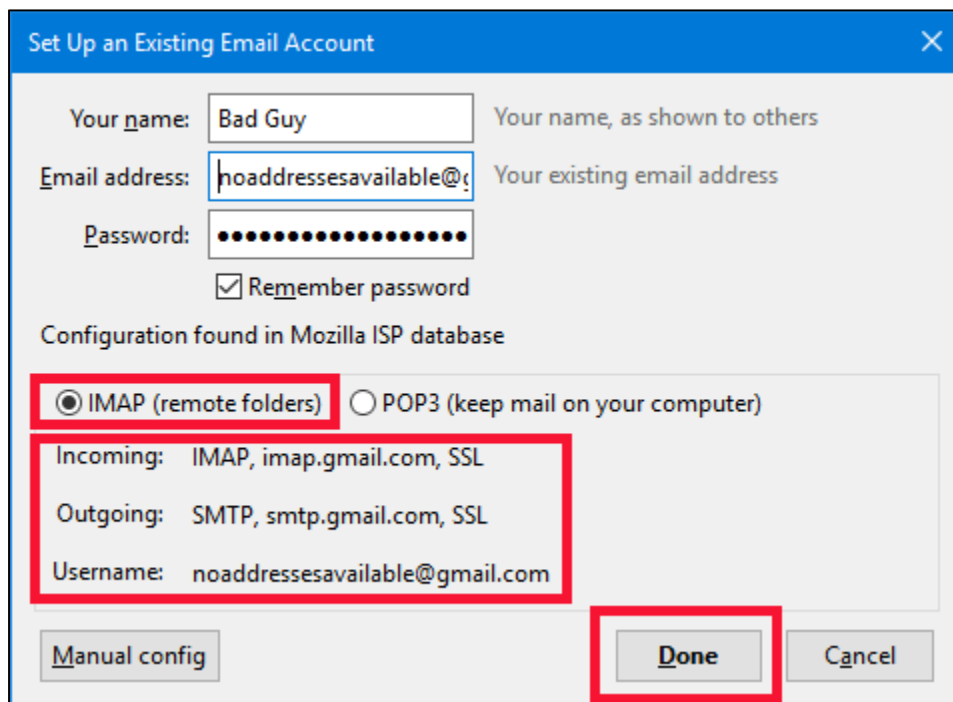 Set Up an Existing Email Account
Your name: Bad Guy Your name, as shown to others
Email address: noaddressesavailable@g Your existing email address
Password: ••••••••••••••••••
Remember password
Configuration found in Mozilla ISP database
IMAP (remote folders) POP3 (keep mail on your computer)
Incoming: IMAP, imap.gmail.com, SSL
Outgoing: SMTP, smtp.gmail.com, SSL
Username: noaddressesavailable@gmail.com
Manual config Done Cancel